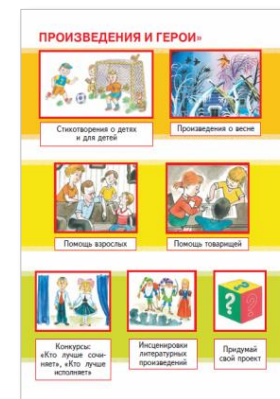 ПРОИЗВЕДЕНИЯ И ГЕРОИ»
Стихотворения о детях
и для детей
Произведения о весне
Помощь взрослых
Помощь товарищей
Конкурсы:
«Кто лучше сочи-
няет», «Кто лучше
исполняет»
Инсценировки
литературных
произведений
Придумай
свой проект
? ? ?